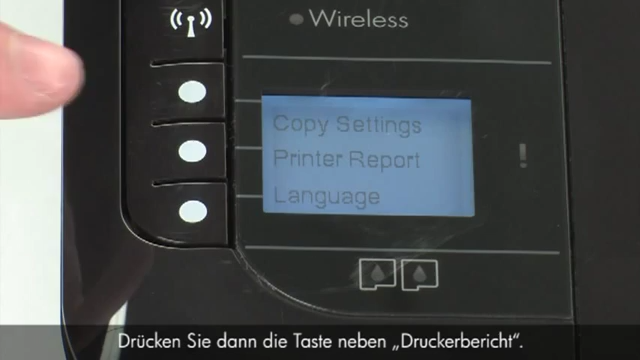 Wireless
Copy Settings
Printer Report
Language
!
Drücken Sie dann die Taste neben „Druckerbericht“.